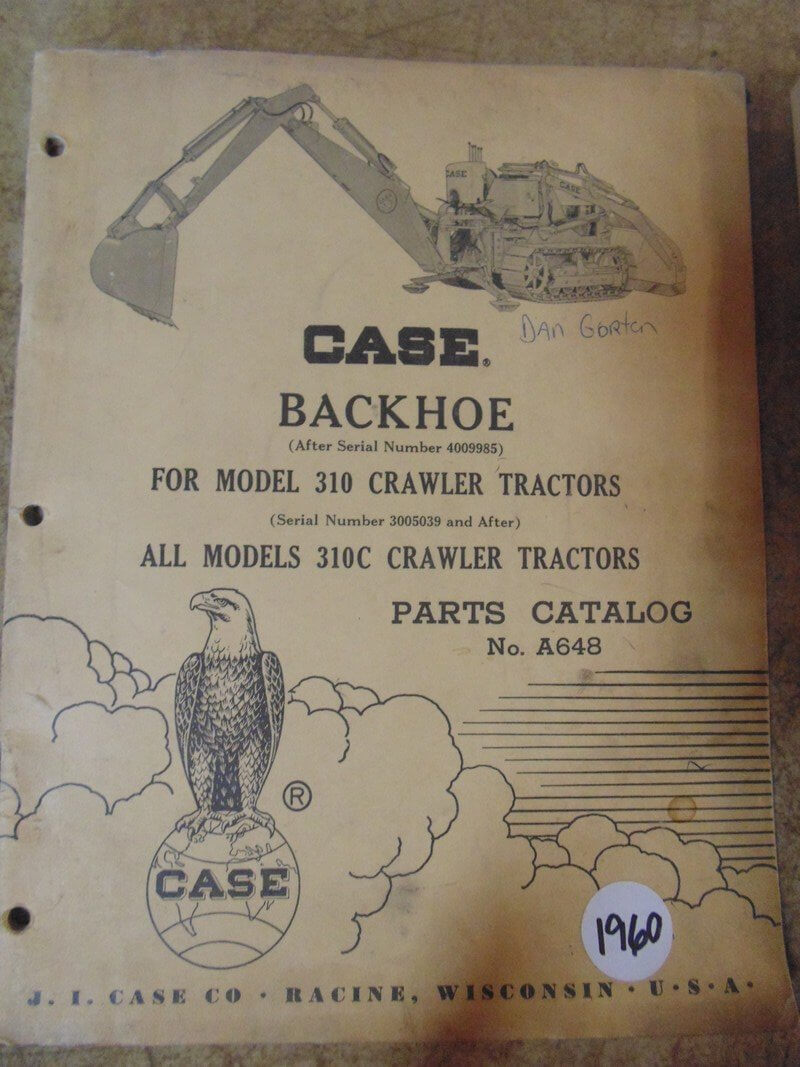 CASE
CASE
DAN Gorton
CASE.
BACKHOE
(After Serial Number 4009985)
FOR MODEL 310 CRAWLER TRACTORS
(Serial Number 3005039 and After)
ALL MODELS 310C CRAWLER TRACTORS
PARTS CATALOG
No. A648
®
CASE
1960
J. I. CASE CO · RACINE, WISCONSIN · U·S·A·